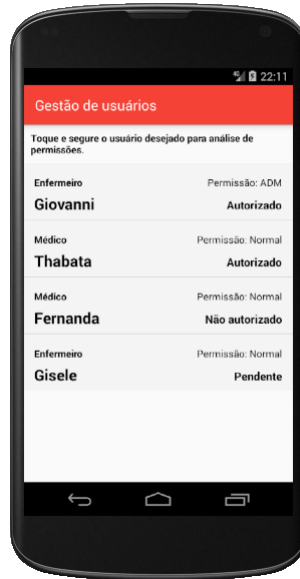 22:11
Gestão de usuários
Toque e segure o usuário desejado para análise de
permissões.
Enfermeiro Permissão: ADM
Giovanni Autorizado
Médico Permissão: Normal
Thabata Autorizado
Médico Permissão: Normal
Fernanda Não autorizado
Enfermeiro Permissão: Normal
Gisele Pendente